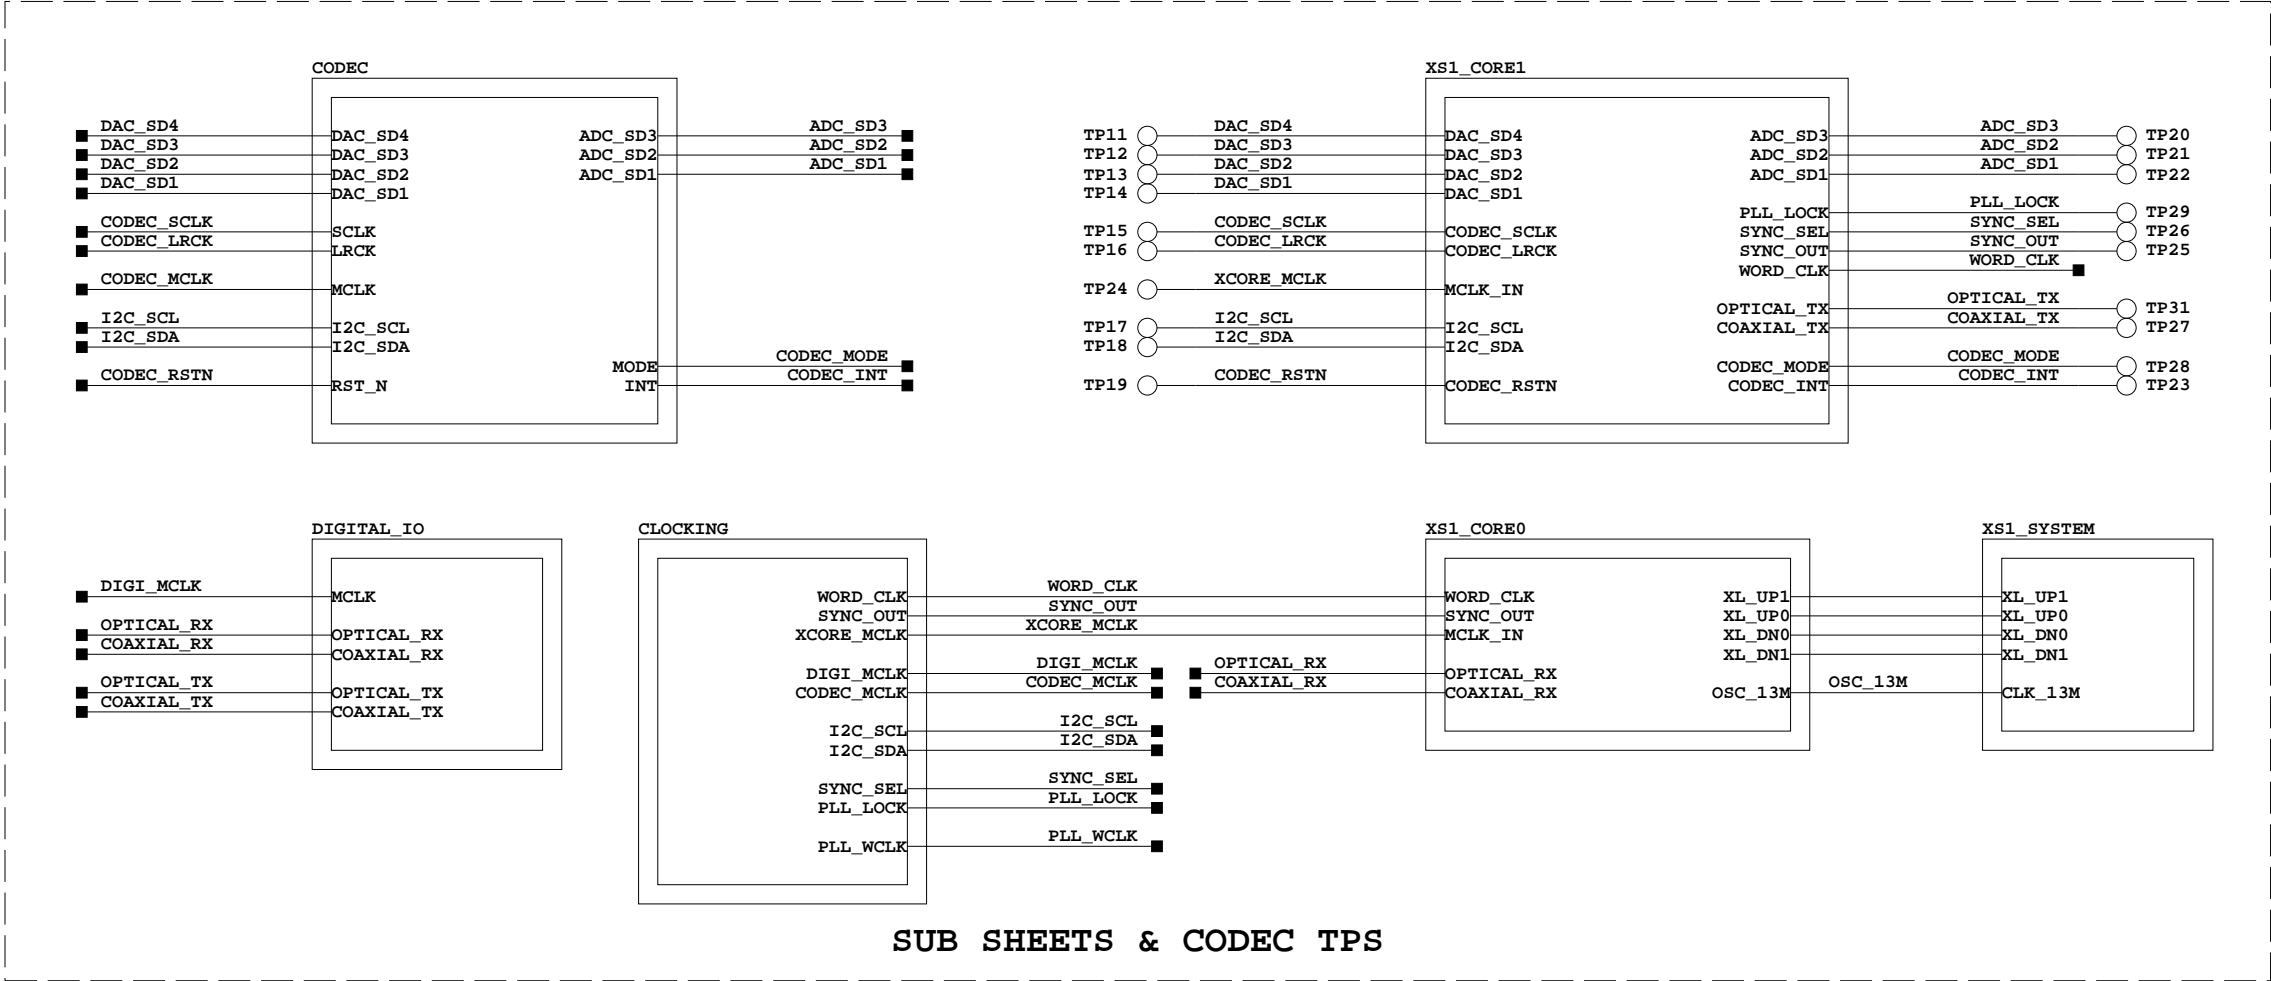 CODEC
DAC_SD4
DAC_SD3
DAC_SD2
DAC_SD1
CODEC_SCLK
CODEC_LRCK
CODEC_MCLK
I2C_SCL
I2C_SDA
CODEC_RSTN
DAC_SD4
DAC_SD3
DAC_SD2
DAC_SD1
SCLK
LRCK
MCLK
I2C_SCL
I2C_SDA
RST_N
ADC_SD3
ADC_SD2
ADC_SD1
MODE
INT
ADC_SD3
ADC_SD2
ADC_SD1
CODEC_MODE
CODEC_INT
XS1_CORE1
TP11
TP12
TP13
TP14
TP15
TP16
TP24
TP17
TP18
TP19
DAC_SD4
DAC_SD3
DAC_SD2
DAC_SD1
CODEC_SCLK
CODEC_LRCK
XCORE_MCLK
I2C_SCL
I2C_SDA
CODEC_RSTN
DAC_SD4
DAC_SD3
DAC_SD2
DAC_SD1
CODEC_SCLK
CODEC_LRCK
MCLK_IN
I2C_SCL
I2C_SDA
CODEC_RSTN
ADC_SD3
ADC_SD2
ADC_SD1
PLL_LOCK
SYNC_SEL
SYNC_OUT
WORD_CLK
OPTICAL_TX
COAXIAL_TX
CODEC_MODE
CODEC_INT
ADC_SD3
ADC_SD2
ADC_SD1
PLL_LOCK
SYNC_SEL
SYNC_OUT
WORD_CLK
OPTICAL_TX
COAXIAL_TX
CODEC_MODE
CODEC_INT
TP20
TP21
TP22
TP29
TP26
TP25
TP31
TP27
TP28
TP23
DIGITAL_IO
DIGI_MCLK
OPTICAL_RX
COAXIAL_RX
OPTICAL_TX
COAXIAL_TX
MCLK
OPTICAL_RX
COAXIAL_RX
OPTICAL_TX
COAXIAL_TX
CLOCKING
WORD_CLK
SYNC_OUT
XCORE_MCLK
DIGI_MCLK
CODEC_MCLK
I2C_SCL
I2C_SDA
SYNC_SEL
PLL_LOCK
PLL_WCLK
WORD_CLK
SYNC_OUT
XCORE_MCLK
DIGI_MCLK
CODEC_MCLK
I2C_SCL
I2C_SDA
SYNC_SEL
PLL_LOCK
PLL_WCLK
OPTICAL_RX
COAXIAL_RX
XS1_CORE0
WORD_CLK
SYNC_OUT
MCLK_IN
OPTICAL_RX
COAXIAL_RX
XL_UP1
XL_UP0
XL_DN0
XL_DN1
OSC_13M
OSC_13M
XS1_SYSTEM
XL_UP1
XL_UP0
XL_DN0
XL_DN1
CLK_13M
SUB SHEETS & CODEC TPS